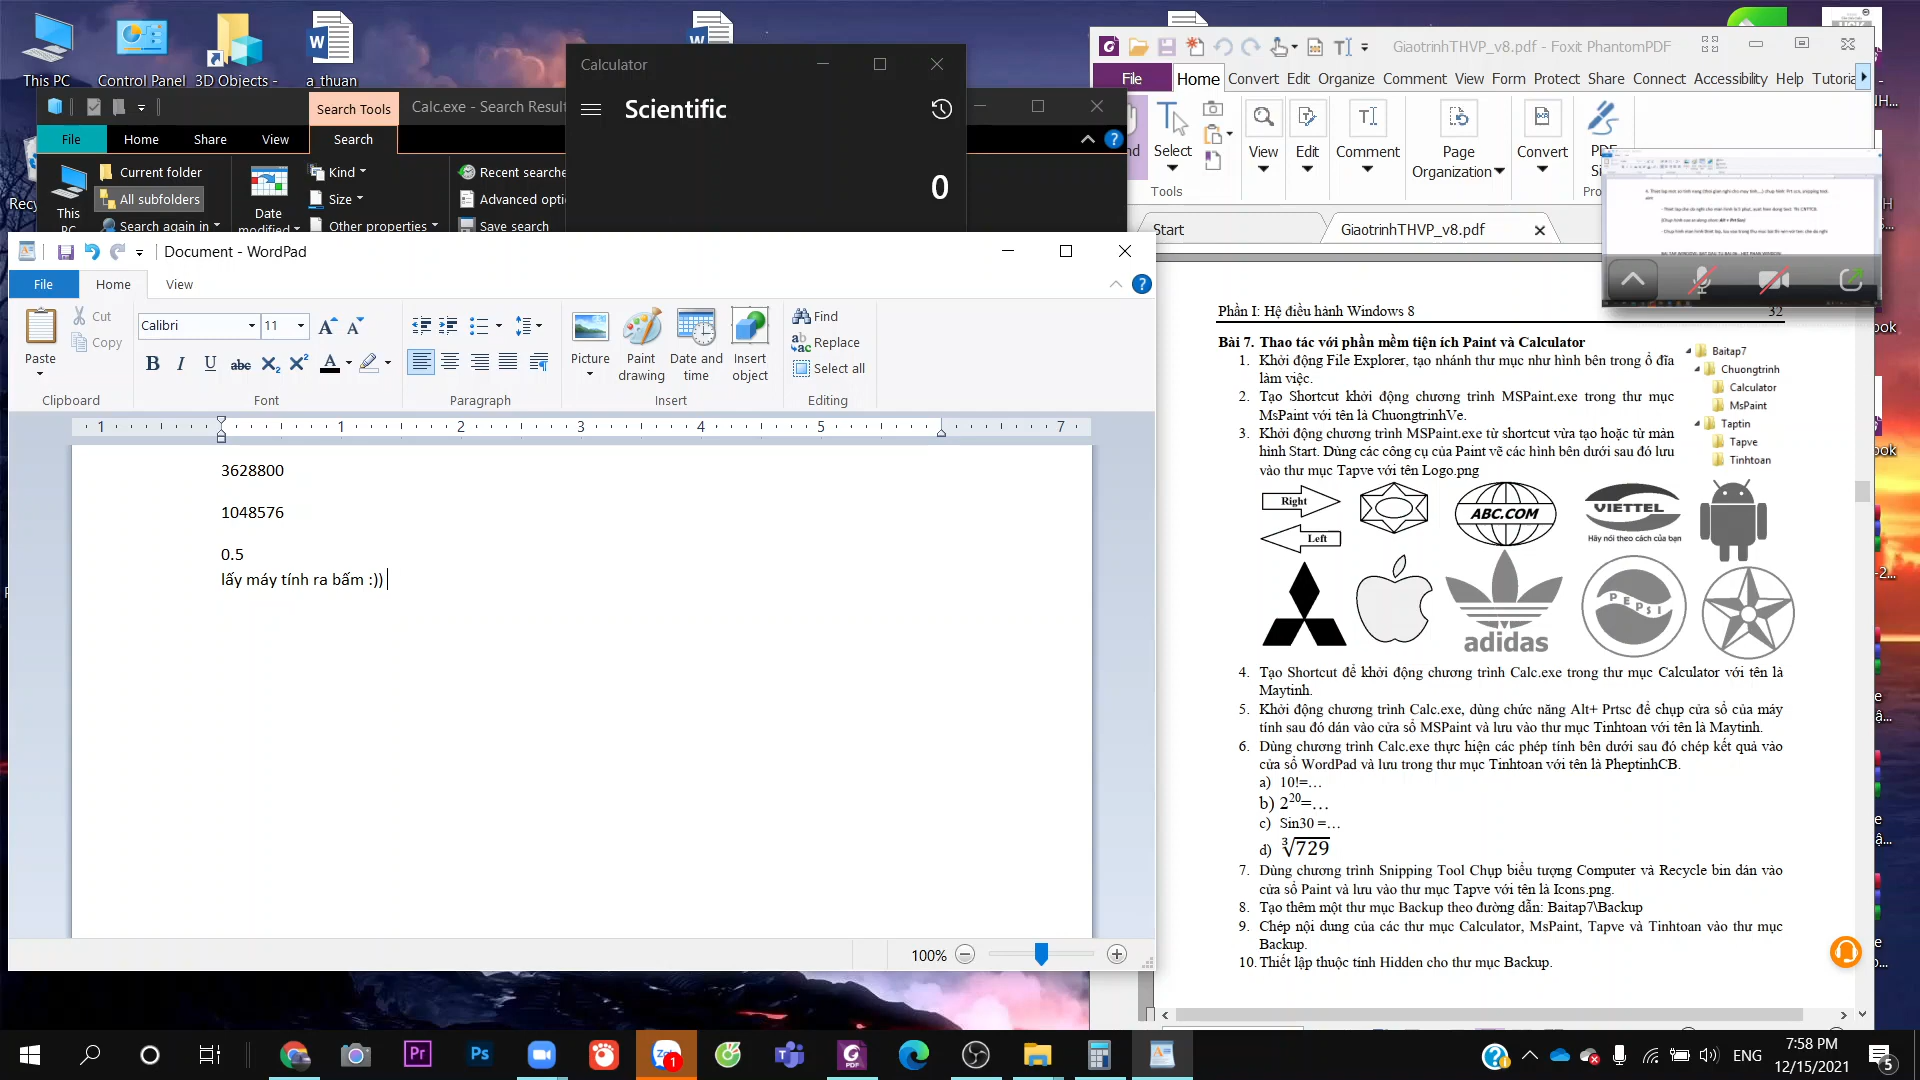 This PC
Control Panel
3D Objects -
a_thuan
Calculator
Scientific
0
Calc.exe - Search Resul
Search Tools
File
Home
Share
View
Search
This PC
Current folder
All subfolders
Search again in
Date modified
Kind
Size
Other properties
Recent searche
Advanced opti
Save search
Document - WordPad
File
Home
View
Paste
Cut
Copy
Clipboard
Calibri
11
Font
Paragraph
Picture
Paint drawing
Date and time
Insert object
Insert
Find
Replace
Select all
Editing
1 1 2 3 4 5 7
3628800
1048576
0.5
lấy máy tính ra bấm :))
100%
GiaotrinhTHVP_v8.pdf - Foxit PhantomPDF
File
Home
Convert
Edit
Organize
Comment
View
Form
Protect
Share
Connect
Accessibility
Help
Tutoria
Select
Tools
View
Edit
Comment
Page Organization
Convert
Start
GiaotrinhTHVP_v8.pdf
Phần I: Hệ điều hành Windows 8
32
Bài 7. Thao tác với phần mềm tiện ích Paint và Calculator
1. Khởi động File Explorer, tạo nhánh thư mục như hình bên trong ổ đĩa
làm việc.
2. Tạo Shortcut khởi động chương trình MSPaint.exe trong thư mục
MsPaint với tên là ChuongtrinhVe.
3. Khởi động chương trình MSPaint.exe từ shortcut vừa tạo hoặc từ màn
hình Start. Dùng các công cụ của Paint vẽ các hình bên dưới sau đó lưu
vào thư mục Tapve với tên Logo.png
Baitap7
Chuongtrinh
Calculator
MsPaint
Taptin
Tapve
Tinhtoan
Right
Left
ABC.COM
VIETTEL
Hãy nói theo cách của bạn
adidas
PEPSI
4. Tạo Shortcut để khởi động chương trình Calc.exe trong thư mục Calculator với tên là
Maytinh.
5. Khởi động chương trình Calc.exe, dùng chức năng Alt+ Prtsc để chụp cửa sổ của máy
tính sau đó dán vào cửa sổ MSPaint và lưu vào thư mục Tinhtoan với tên là Maytinh.
6. Dùng chương trình Calc.exe thực hiện các phép tính bên dưới sau đó chép kết quả vào
cửa sổ WordPad và lưu trong thư mục Tinhtoan với tên là PheptinhCB.
a) 10!=…
b) 2²⁰=…
c) Sin30 =…
d) ∛729
7. Dùng chương trình Snipping Tool Chụp biểu tượng Computer và Recycle bin dán vào
cửa sổ Paint và lưu vào thư mục Tapve với tên là Icons.png.
8. Tạo thêm một thư mục Backup theo đường dẫn: Baitap7\Backup
9. Chép nội dung của các thư mục Calculator, MsPaint, Tapve và Tinhtoan vào thư mục
Backup.
10. Thiết lập thuộc tính Hidden cho thư mục Backup.
ENG
7:58 PM
12/15/2021
5